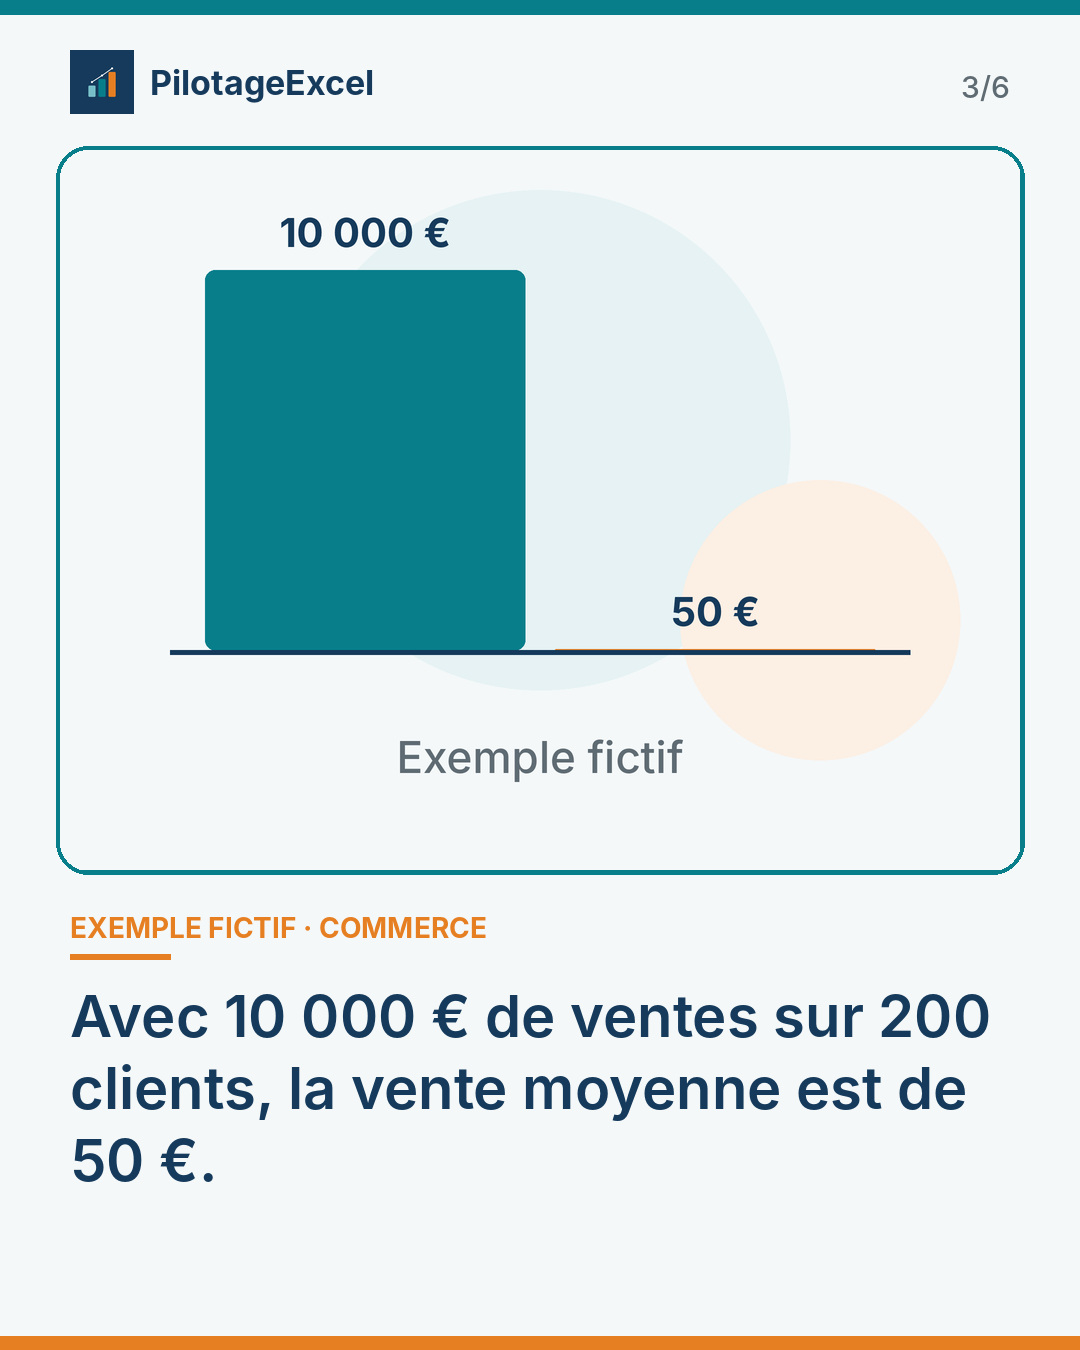 PilotageExcel
3/6
10 000 €
50 €
Exemple fictif
EXEMPLE FICTIF · COMMERCE
Avec 10 000 € de ventes sur 200
clients, la vente moyenne est de
50 €.